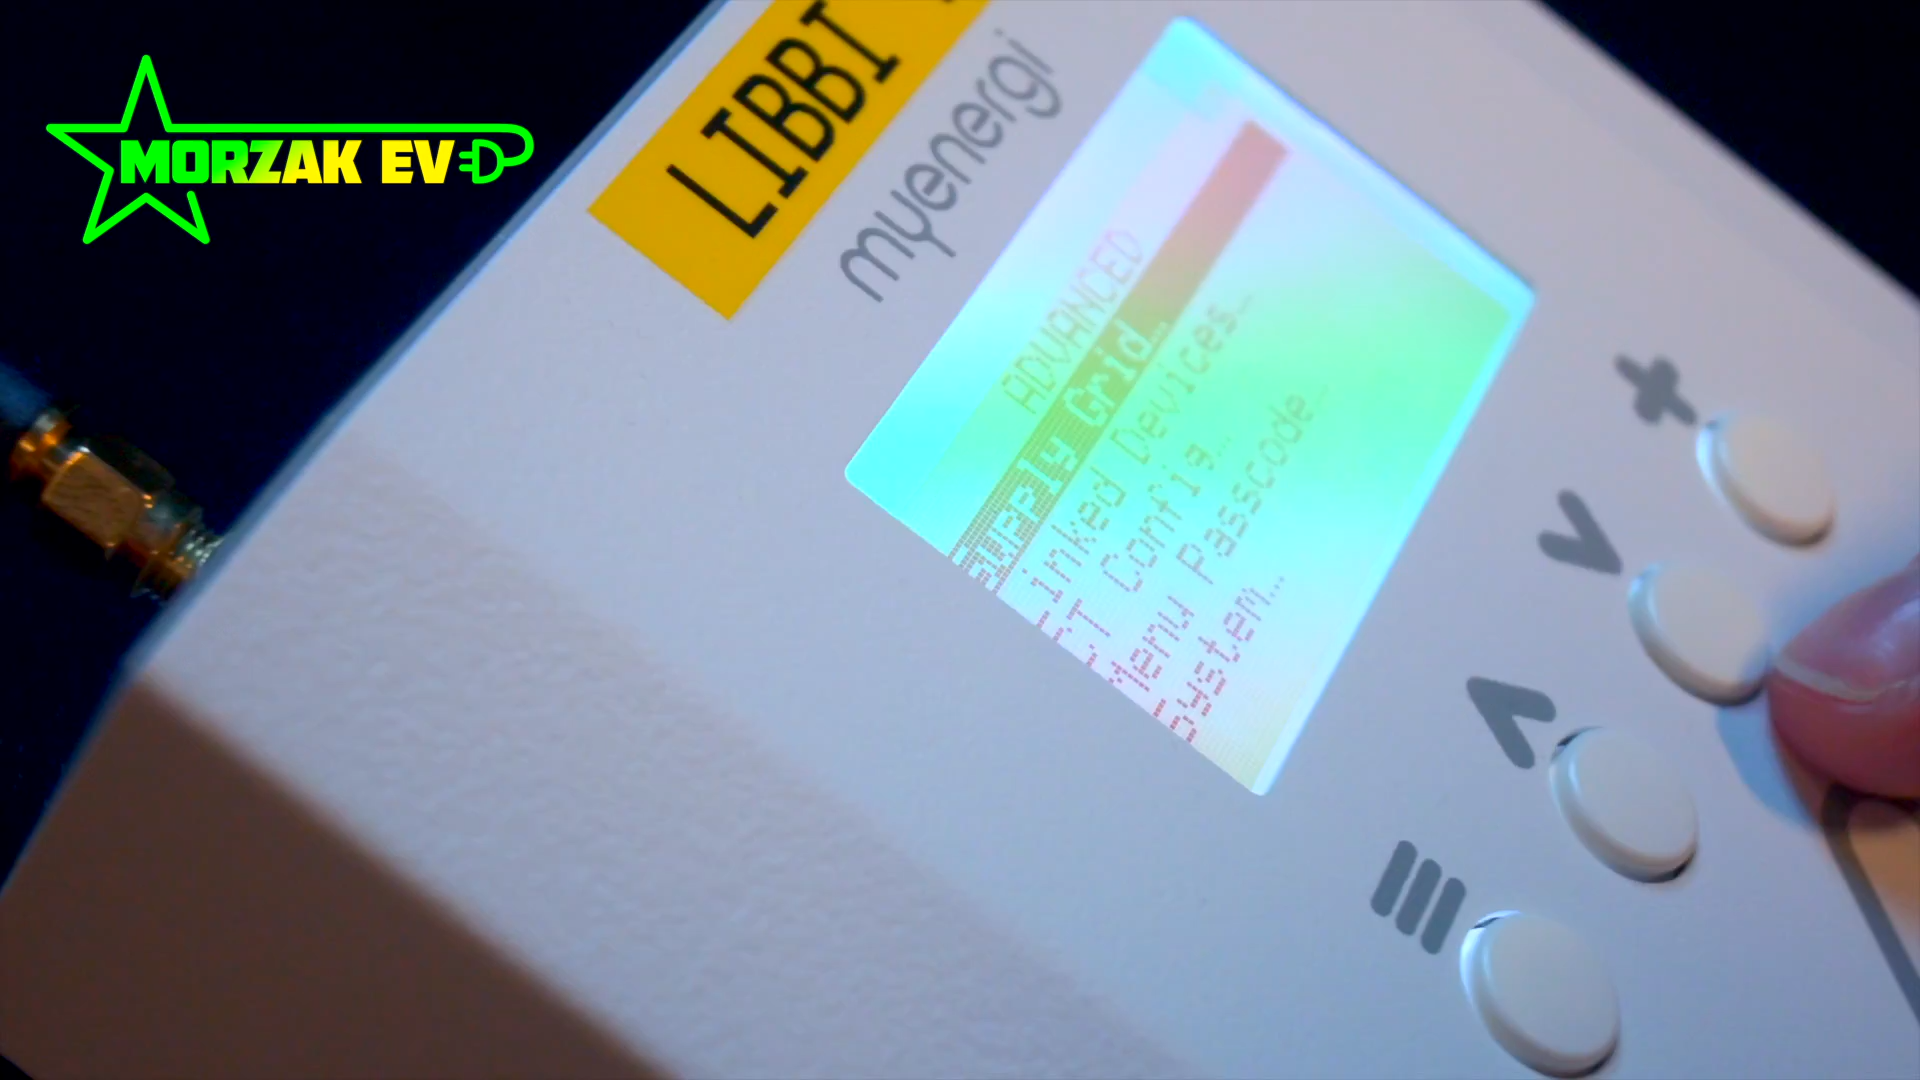 MORZAK EV
LIBBI
myenergi
ADVANCED
Supply Grid...
Linked Devices...
CT Config...
Menu Passcode...
System...